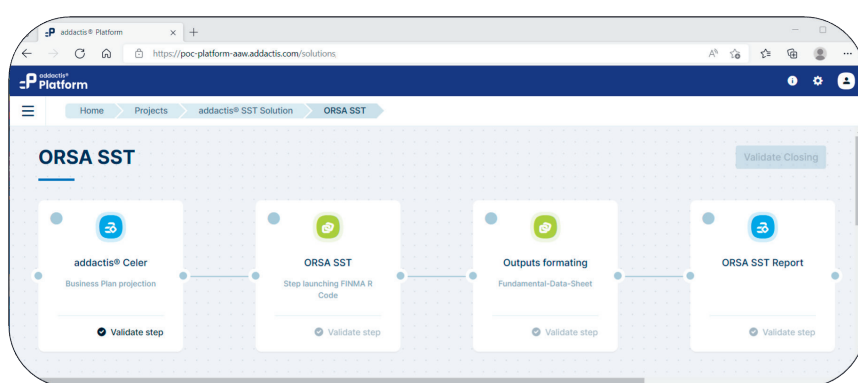 addactis® Platform
https://poc-platform-aaw.addactis.com/solutions
addactis®
Platform
Home Projects addactis® SST Solution ORSA SST
ORSA SST
Validate Closing
addactis® Celer
Business Plan projection
Validate step
ORSA SST
Step launching FINMA R
Code
Validate step
Outputs formating
Fundamental-Data-Sheet
Validate step
ORSA SST Report
Validate step